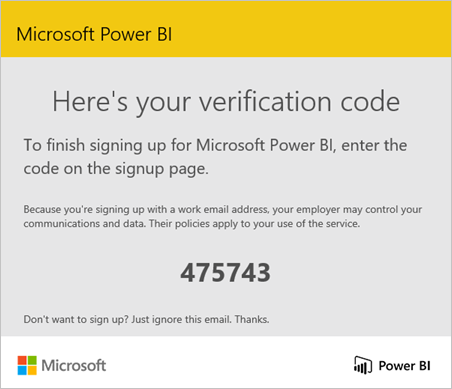 Microsoft Power BI
Here's your verification code
To finish signing up for Microsoft Power BI, enter the
code on the signup page.
Because you're signing up with a work email address, your employer may control your
communications and data. Their policies apply to your use of the service.
475743
Don't want to sign up? Just ignore this email. Thanks.
Microsoft
Power BI